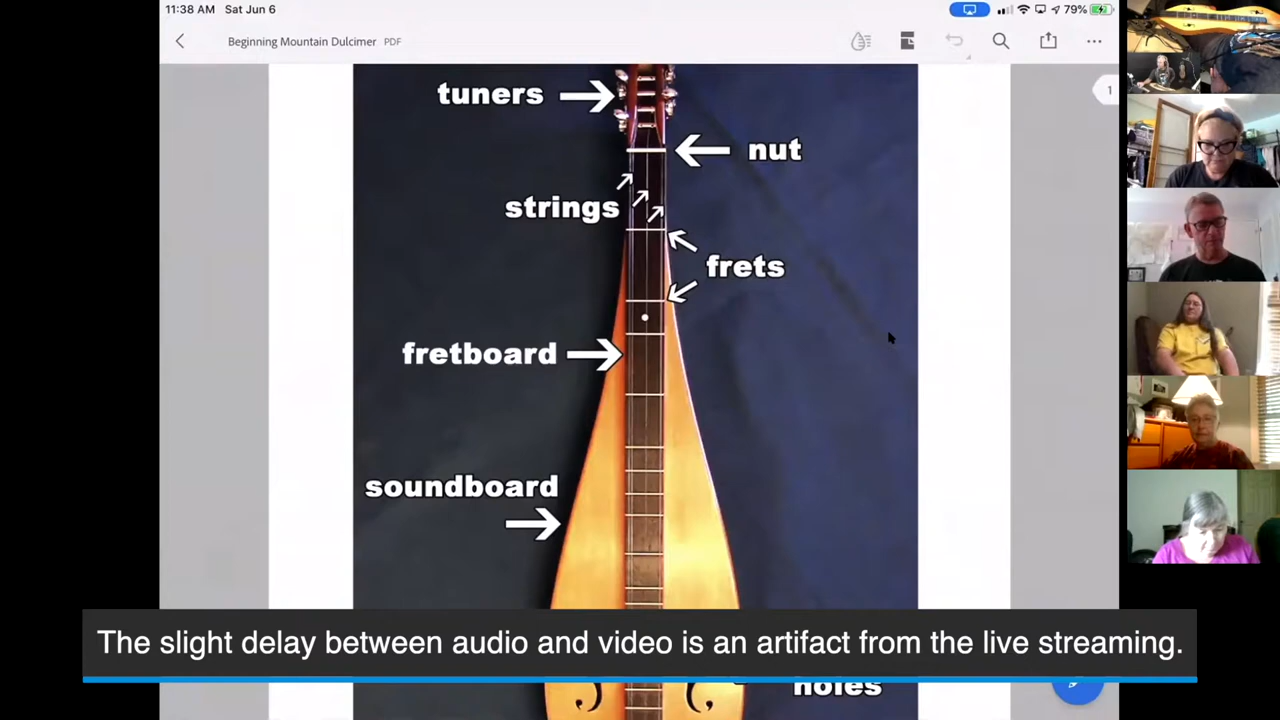 11:38 AM Sat Jun 6
79%
Beginning Mountain Dulcimer PDF
1
tuners
nut
strings
frets
fretboard
soundboard
The slight delay between audio and video is an artifact from the live streaming.
holes